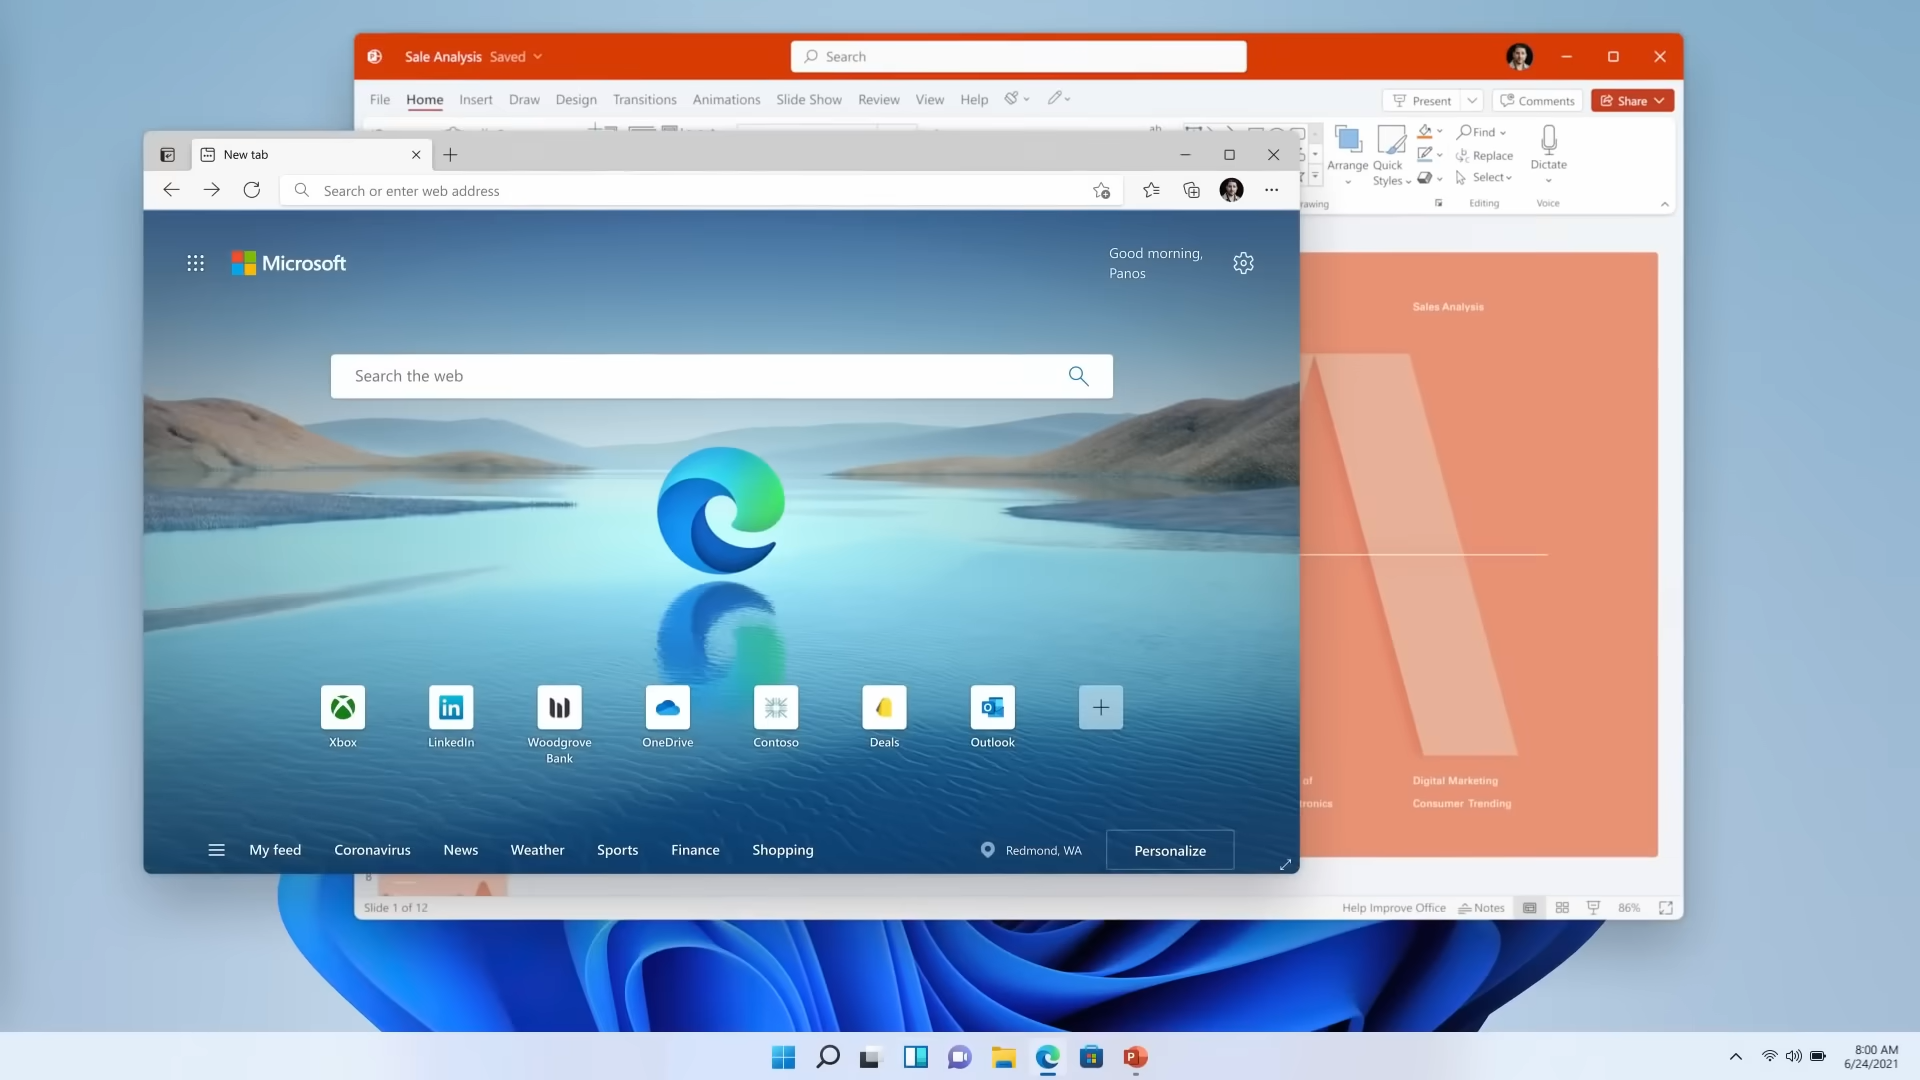 Sale Analysis Saved
Search
File Home Insert Draw Design Transitions Animations Slide Show Review View Help
Present
Comments
Share
New tab
Search or enter web address
Arrange
Quick
Styles
Find
Replace
Select
Dictate
rawing
Editing
Voice
Microsoft
Good morning,
Panos
Search the web
Sales Analysis
Xbox
LinkedIn
Woodgrove
Bank
OneDrive
Contoso
Deals
Outlook
of
tronics
Digital Marketing
Consumer Trending
My feed Coronavirus News Weather Sports Finance Shopping
Redmond, WA
Personalize
8
Slide 1 of 12
Help Improve Office Notes 86%
8:00 AM
6/24/2021